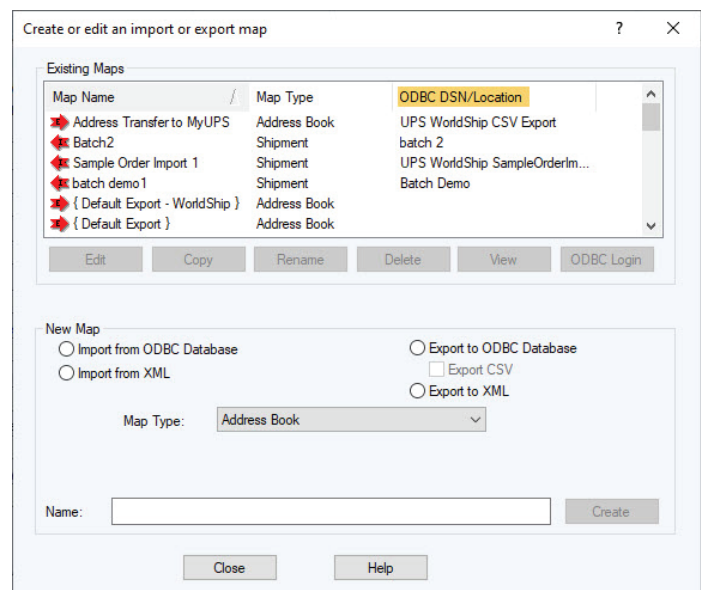 Create or edit an import or export map ? X
Existing Maps
Map Name / Map Type ODBC DSN/Location
Address Transfer to MyUPS Address Book UPS WorldShip CSV Export
Batch2 Shipment batch 2
Sample Order Import 1 Shipment UPS WorldShip SampleOrderIm...
batch demo1 Shipment Batch Demo
{ Default Export - WorldShip } Address Book
{ Default Export } Address Book
Edit Copy Rename Delete View ODBC Login
New Map
Import from ODBC Database Export to ODBC Database
Export CSV
Import from XML
Export to XML
Map Type: Address Book
Name: Create
Close Help